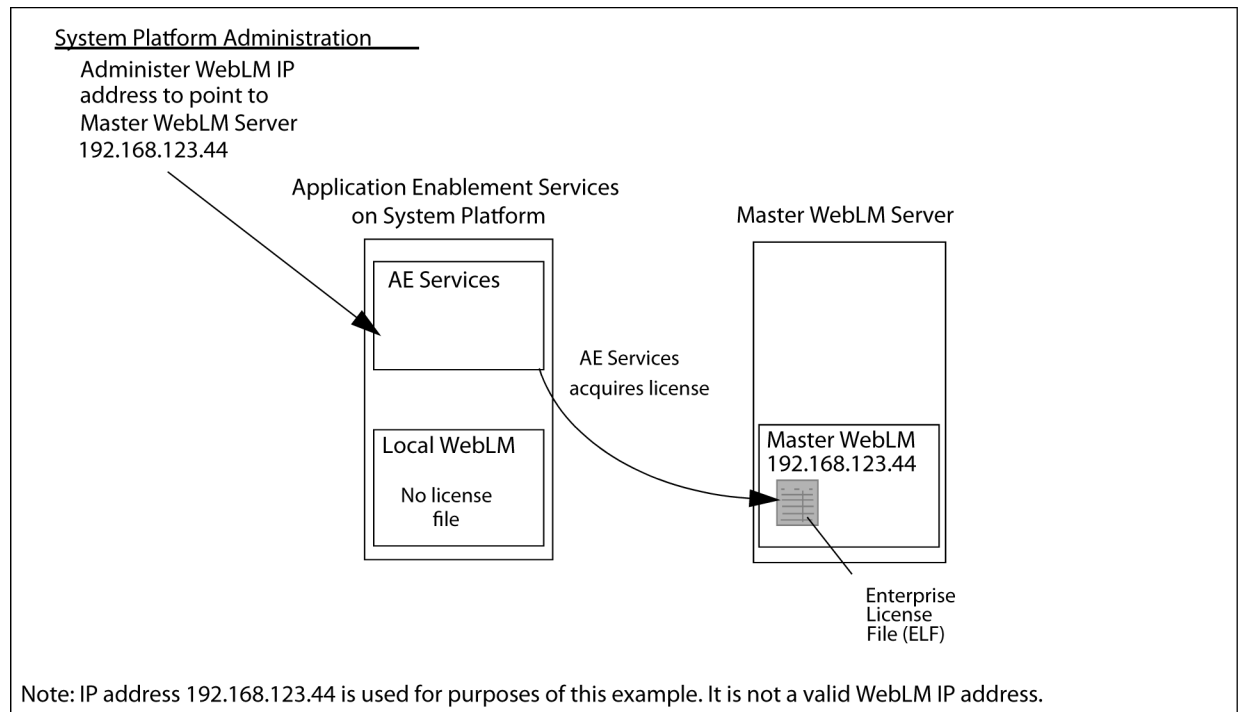 System Platform Administration
Administer WebLM IP
address to point to
Master WebLM Server
192.168.123.44
Application Enablement Services
on System Platform
Master WebLM Server
AE Services
AE Services
acquires license
Local WebLM
No license
file
Master WebLM
192.168.123.44
Enterprise
License
File (ELF)
Note: IP address 192.168.123.44 is used for purposes of this example. It is not a valid WebLM IP address.